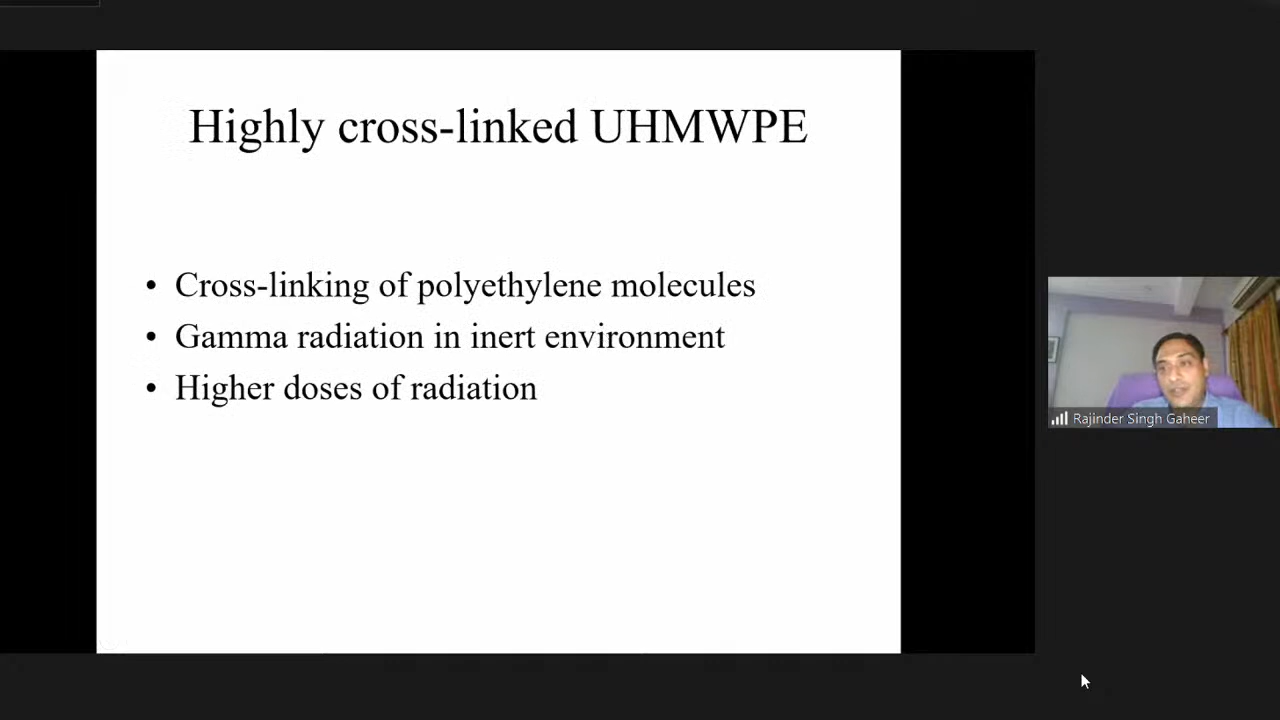 Highly cross-linked UHMWPE
• Cross-linking of polyethylene molecules
• Gamma radiation in inert environment
• Higher doses of radiation
Rajinder Singh Gaheer